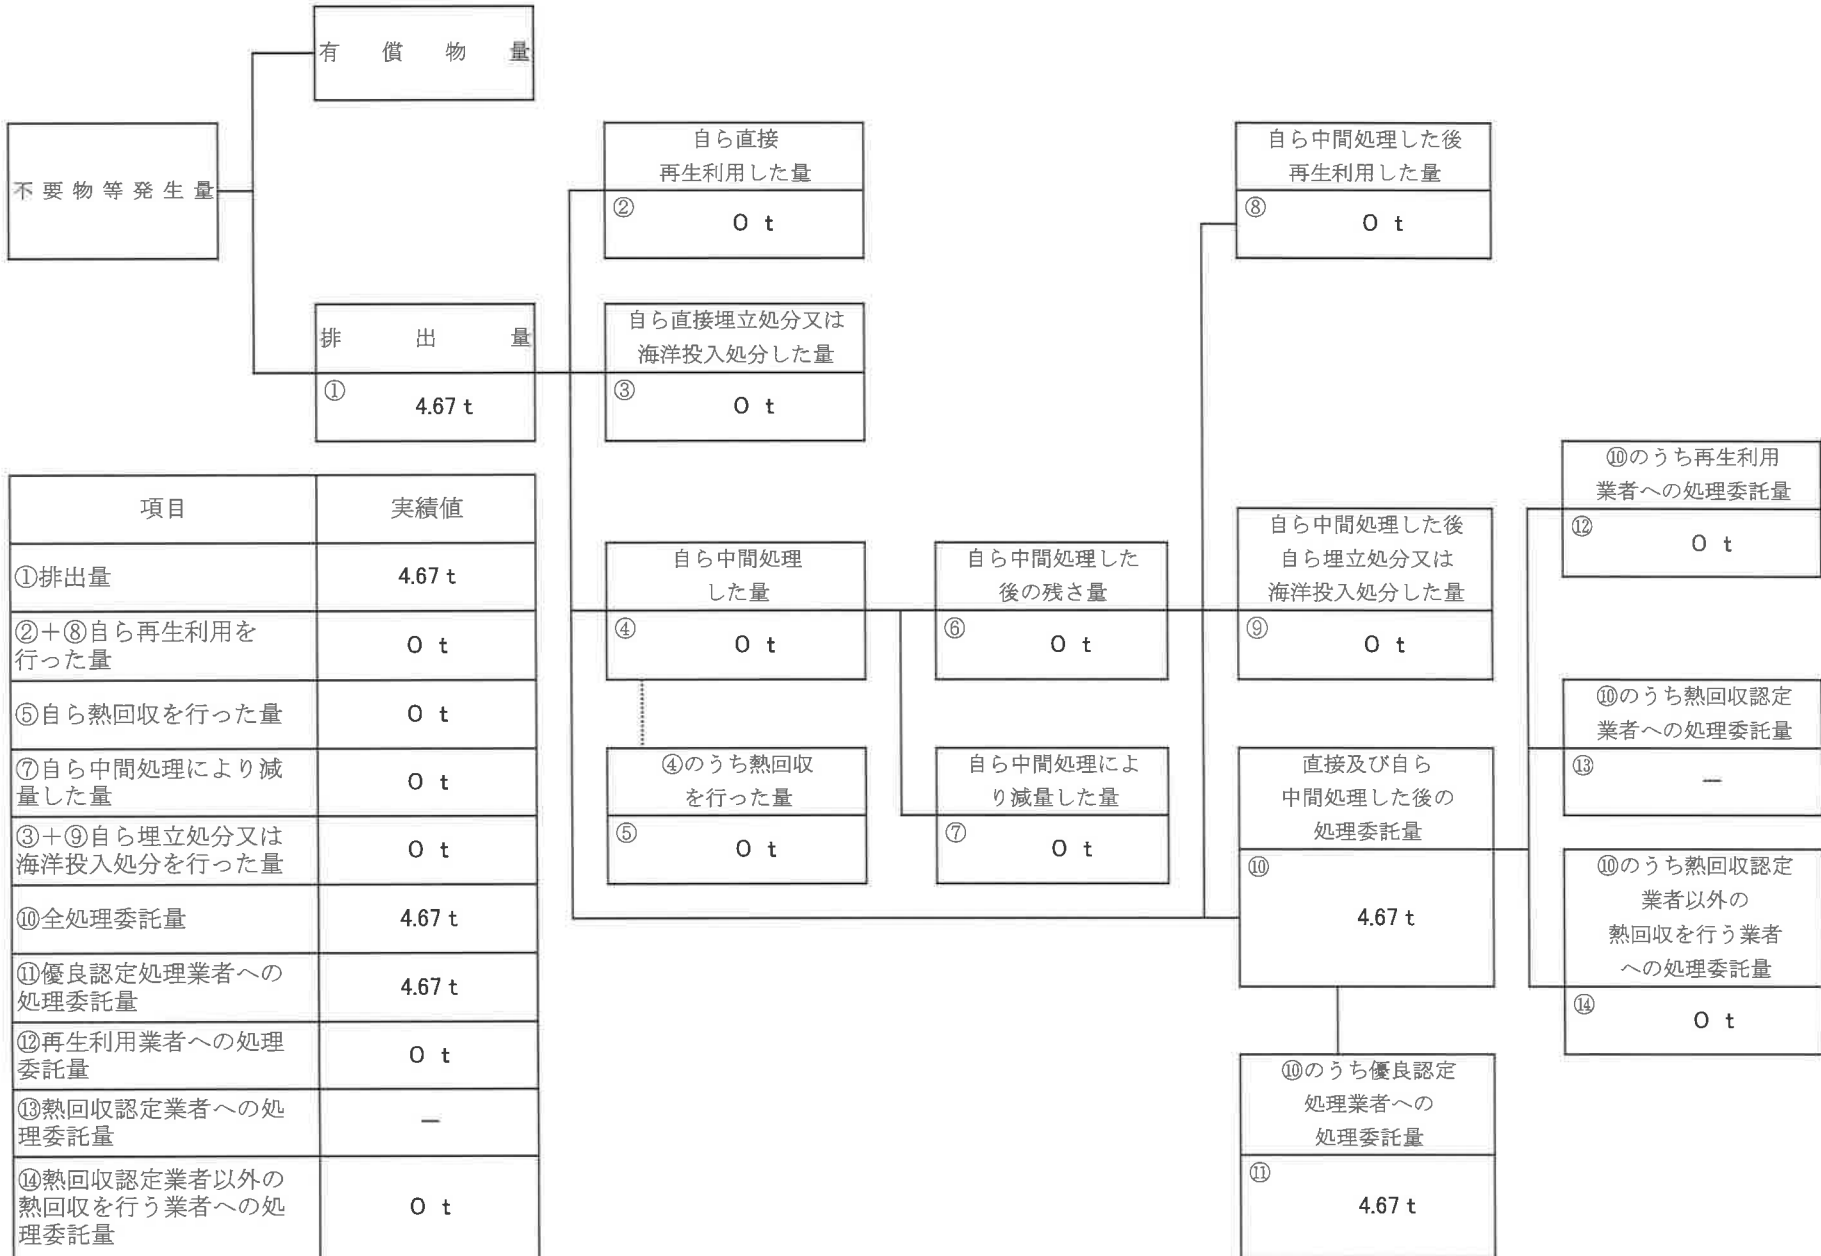 有償物量
不要物等発生量
排出量
① 4.67 t
自ら直接
再生利用した量
② 0 t
自ら直接埋立処分又は
海洋投入処分した量
③ 0 t
自ら中間処理
した量
④ 0 t
④のうち熱回収
を行った量
⑤ 0 t
自ら中間処理した
後の残さ量
⑥ 0 t
自ら中間処理によ
り減量した量
⑦ 0 t
自ら中間処理した後
再生利用した量
⑧ 0 t
自ら中間処理した後
自ら埋立処分又は
海洋投入処分した量
⑨ 0 t
直接及び自ら
中間処理した後の
処理委託量
⑩
4.67 t
⑩のうち優良認定
処理業者への
処理委託量
⑪
4.67 t
⑩のうち再生利用
業者への処理委託量
⑫ 0 t
⑩のうち熱回収認定
業者への処理委託量
⑬ －
⑩のうち熱回収認定
業者以外の
熱回収を行う業者
への処理委託量
⑭ 0 t
項目 実績値
①排出量 4.67 t
②＋⑧自ら再生利用を
行った量 0 t
⑤自ら熱回収を行った量 0 t
⑦自ら中間処理により減
量した量 0 t
③＋⑨自ら埋立処分又は
海洋投入処分を行った量 0 t
⑩全処理委託量 4.67 t
⑪優良認定処理業者への
処理委託量 4.67 t
⑫再生利用業者への処理
委託量 0 t
⑬熱回収認定業者への処
理委託量 －
⑭熱回収認定業者以外の
熱回収を行う業者への処
理委託量 0 t